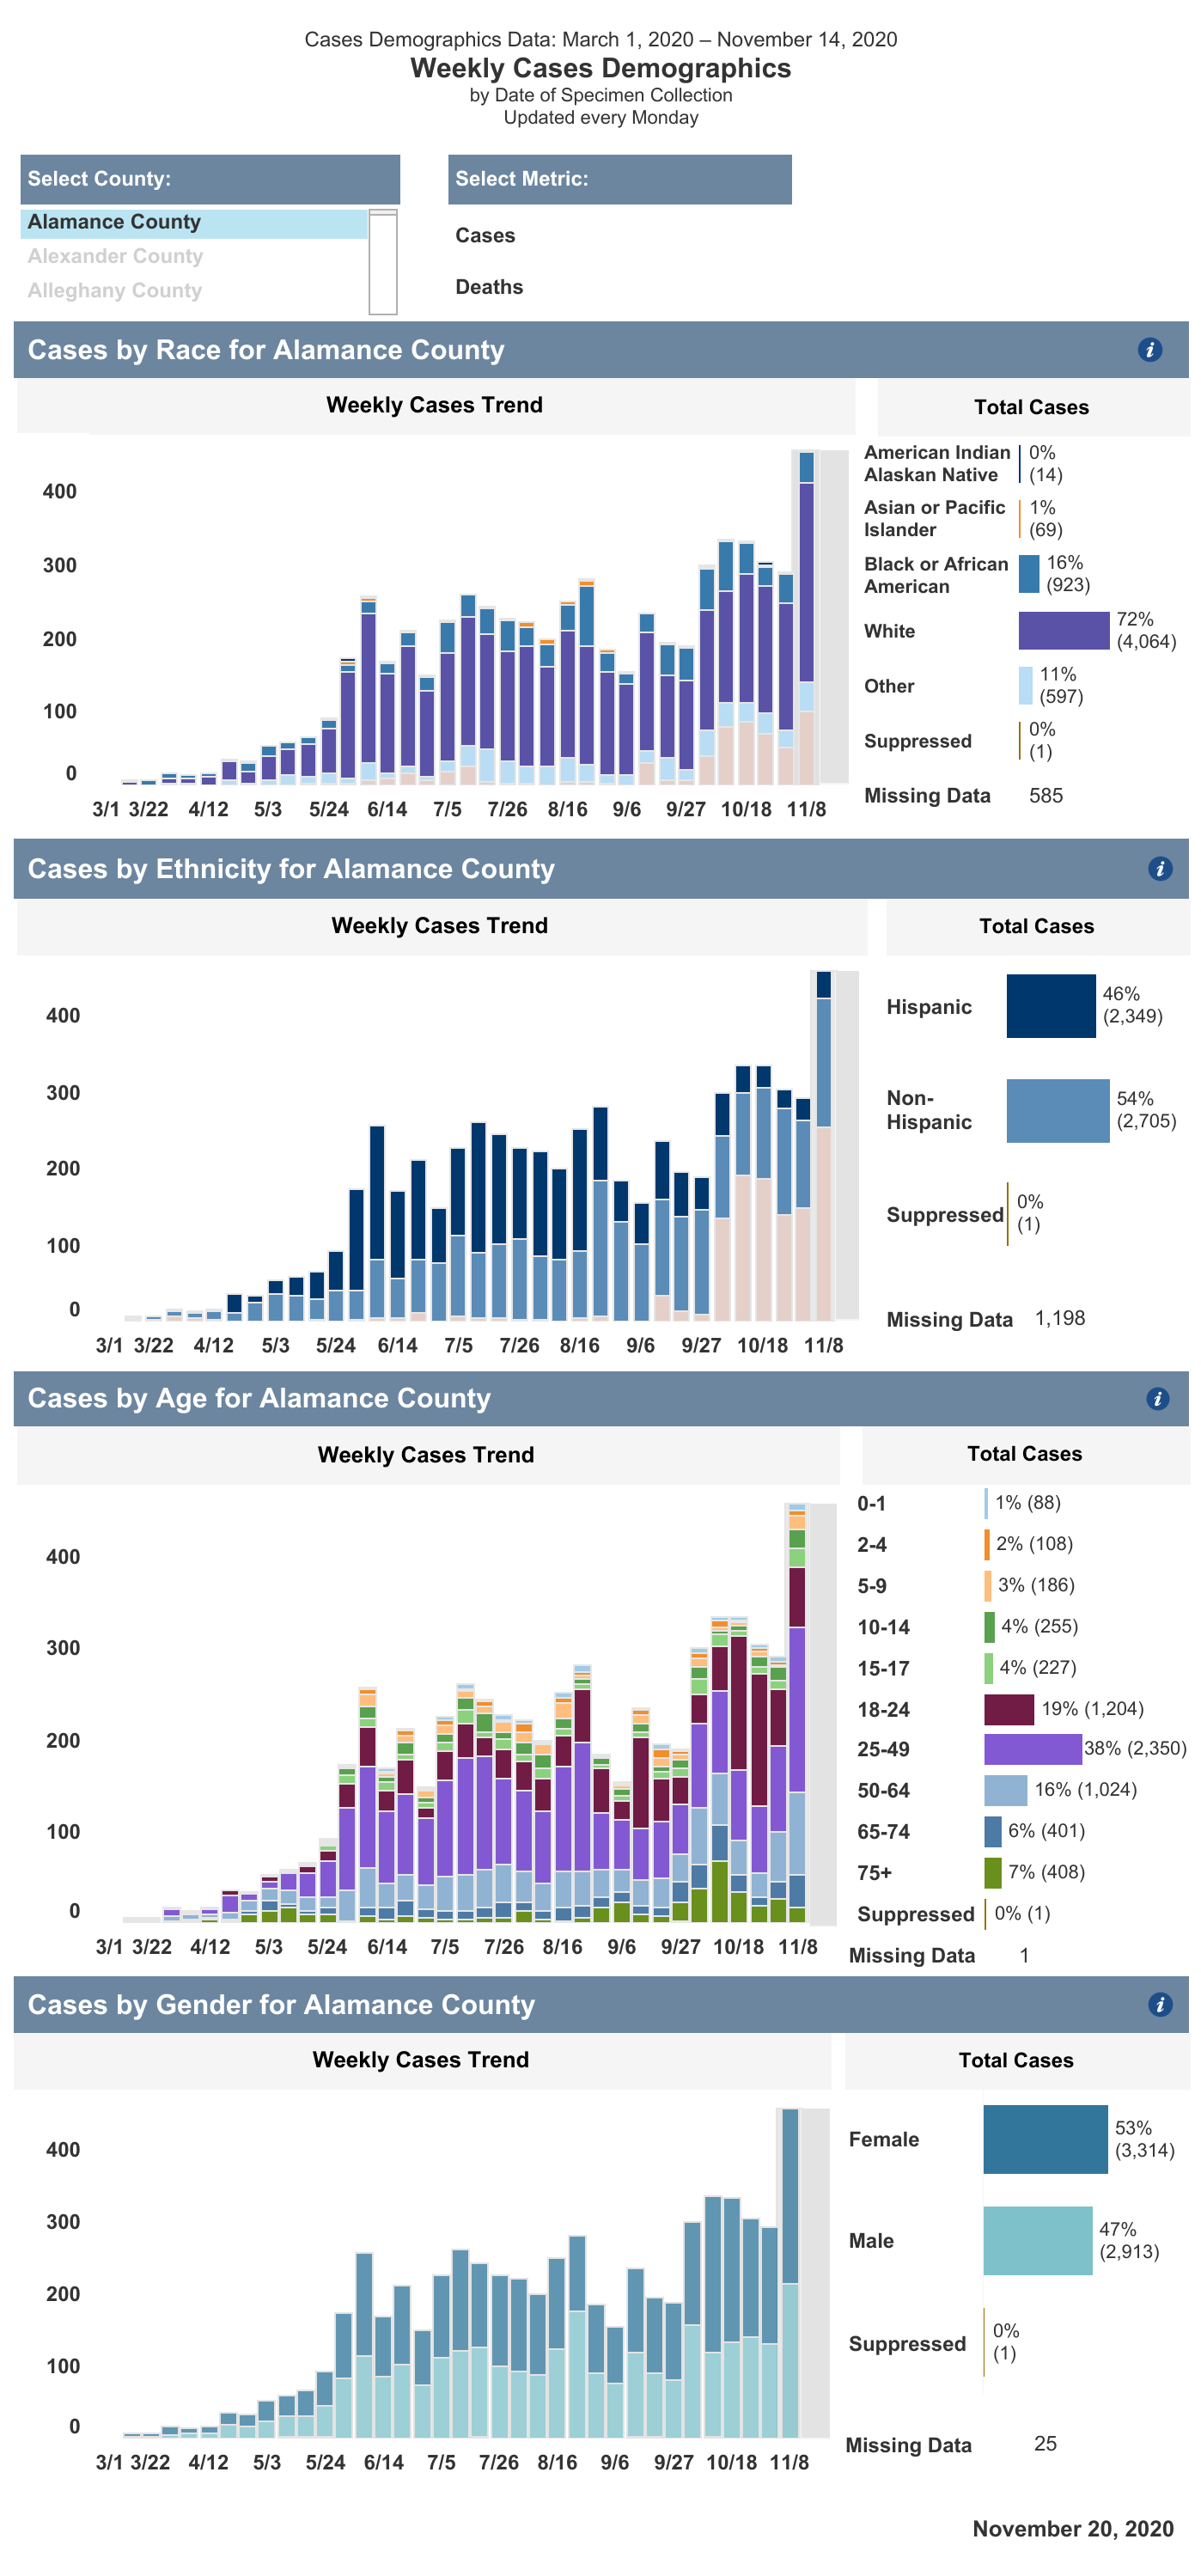 Cases Demographics Data: March 1, 2020 – November 14, 2020
Weekly Cases Demographics
by Date of Specimen Collection
Updated every Monday
Select County:
Select Metric:
Alamance County
Alexander County
Alleghany County
Cases
Deaths
Cases by Race for Alamance County
i
Weekly Cases Trend
Total Cases
400
300
200
100
0
3/1 3/22 4/12 5/3 5/24 6/14 7/5 7/26 8/16 9/6 9/27 10/18 11/8
American Indian
Alaskan Native
0%
(14)
Asian or Pacific
Islander
1%
(69)
Black or African
American
16%
(923)
White
72%
(4,064)
Other
11%
(597)
Suppressed
0%
(1)
Missing Data 585
Cases by Ethnicity for Alamance County
i
Weekly Cases Trend
Total Cases
400
300
200
100
0
3/1 3/22 4/12 5/3 5/24 6/14 7/5 7/26 8/16 9/6 9/27 10/18 11/8
Hispanic
46%
(2,349)
Non-
Hispanic
54%
(2,705)
Suppressed
0%
(1)
Missing Data 1,198
Cases by Age for Alamance County
i
Weekly Cases Trend
Total Cases
400
300
200
100
0
3/1 3/22 4/12 5/3 5/24 6/14 7/5 7/26 8/16 9/6 9/27 10/18 11/8
0-1 1% (88)
2-4 2% (108)
5-9 3% (186)
10-14 4% (255)
15-17 4% (227)
18-24 19% (1,204)
25-49 38% (2,350)
50-64 16% (1,024)
65-74 6% (401)
75+ 7% (408)
Suppressed 0% (1)
Missing Data 1
Cases by Gender for Alamance County
i
Weekly Cases Trend
Total Cases
400
300
200
100
0
3/1 3/22 4/12 5/3 5/24 6/14 7/5 7/26 8/16 9/6 9/27 10/18 11/8
Female
53%
(3,314)
Male
47%
(2,913)
Suppressed
0%
(1)
Missing Data 25
November 20, 2020